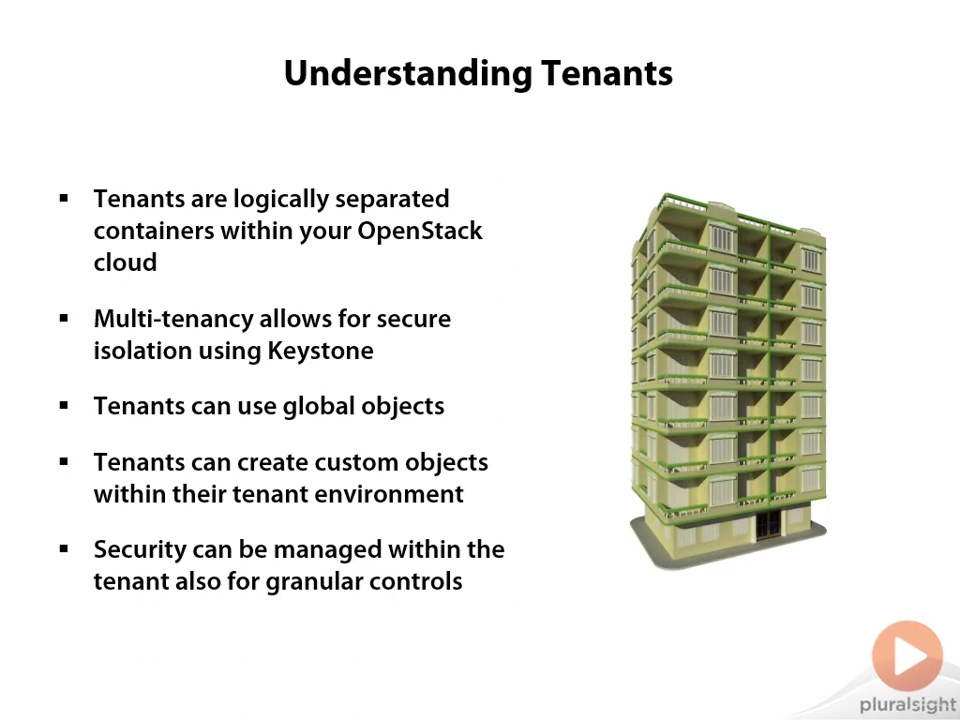 Understanding Tenants
▪ Tenants are logically separated
containers within your OpenStack
cloud
▪ Multi-tenancy allows for secure
isolation using Keystone
▪ Tenants can use global objects
▪ Tenants can create custom objects
within their tenant environment
▪ Security can be managed within the
tenant also for granular controls
pluralsight